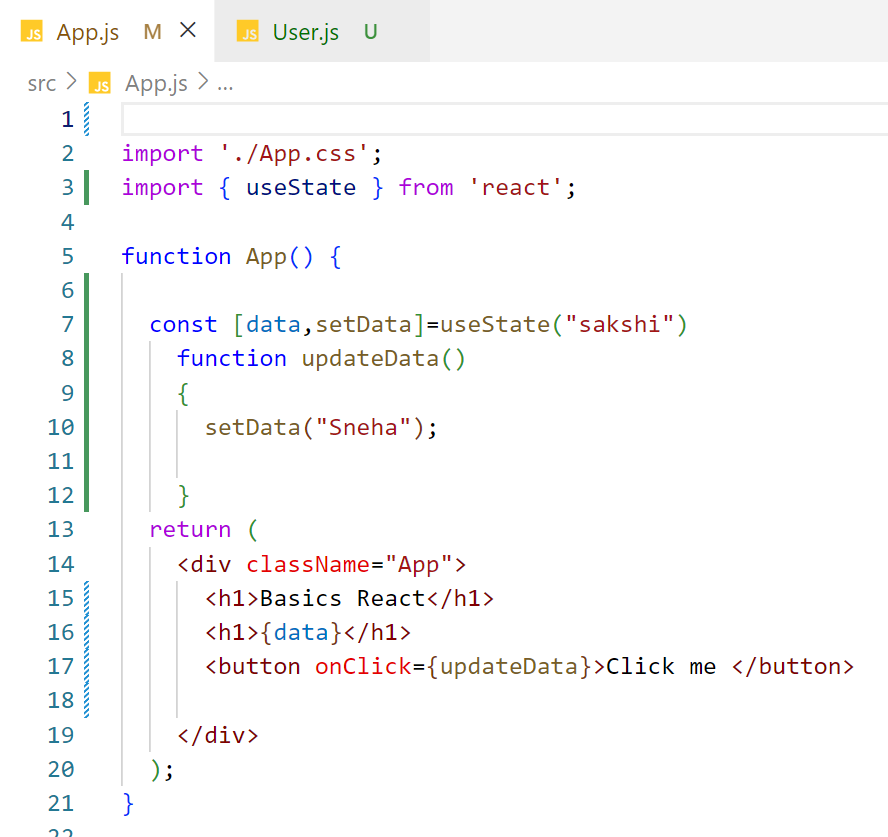 JS App.js M × JS User.js U
src > JS App.js > ...
1
2 import './App.css';
3 import { useState } from 'react';
4
5 function App() {
6
7 const [data,setData]=useState("sakshi")
8 function updateData()
9 {
10 setData("Sneha");
11
12 }
13 return (
14 <div className="App">
15 <h1>Basics React</h1>
16 <h1>{data}</h1>
17 <button onClick={updateData}>Click me </button>
18
19 </div>
20 );
21 }
22